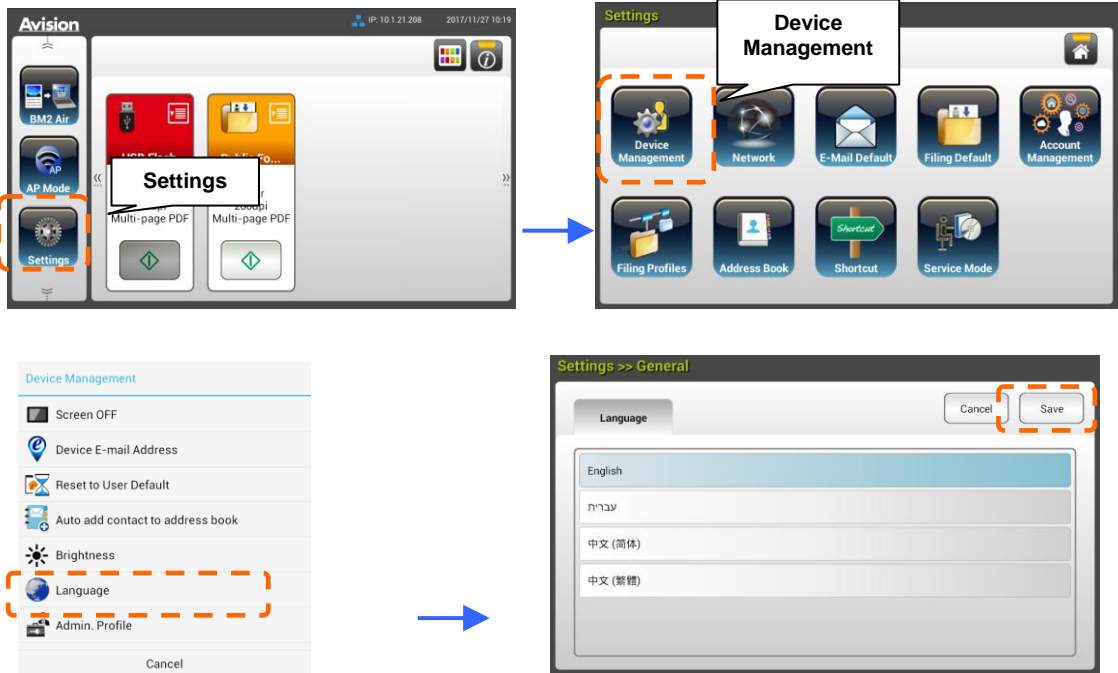 Avision
IP: 10.1.21.208 2017/11/27 10:19
BM2 Air
AP
AP Mode
Settings
Settings
Multi-page PDF
Multi-page PDF
Settings
Device
Management
Device
Management
Network
E-Mail Default
Filing Default
Account
Management
Filing Profiles
Address Book
Shortcut
Shortcut
Service Mode
Device Management
Screen OFF
Device E-mail Address
Reset to User Default
Auto add contact to address book
Brightness
Language
Admin. Profile
Cancel
Settings >> General
Language
Cancel
Save
English
עברית
中文 (简体)
中文 (繁體)